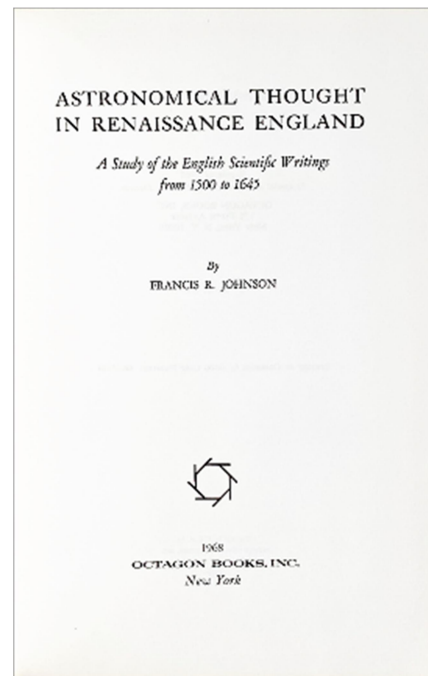 ASTRONOMICAL THOUGHT
IN RENAISSANCE ENGLAND
A Study of the English Scientific Writings
from 1500 to 1645
By
FRANCIS R. JOHNSON
1968
OCTAGON BOOKS, INC.
New York